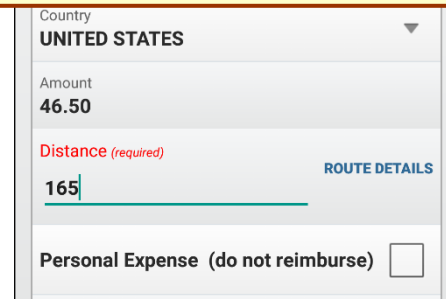 Country
UNITED STATES
Amount
46.50
Distance (required)
165
ROUTE DETAILS
Personal Expense (do not reimburse)